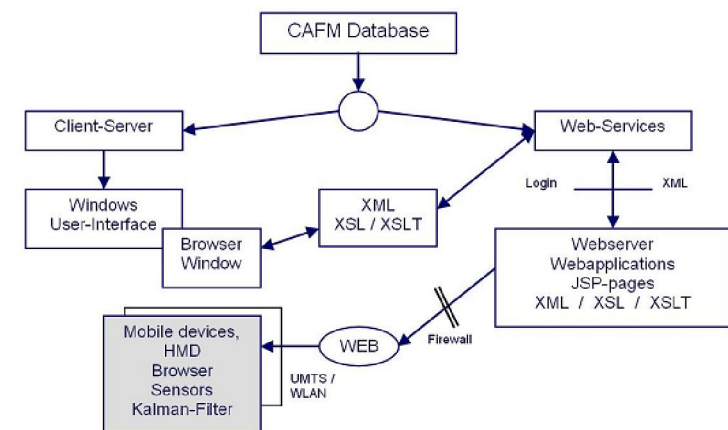 CAFM Database
Client-Server
Web-Services
Login
XML
Windows
User-Interface
XML
XSL / XSLT
Browser
Window
Webserver
Webapplications
JSP-pages
XML / XSL / XSLT
Firewall
WEB
Mobile devices,
HMD
Browser
Sensors
Kalman-Filter
UMTS /
WLAN